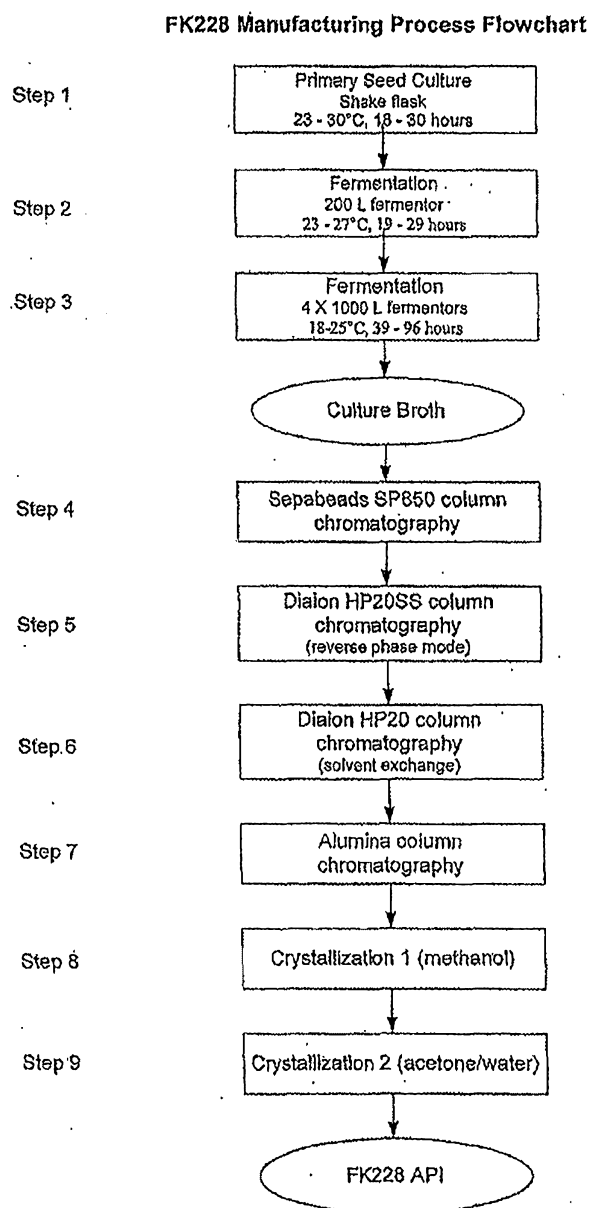 FK228 Manufacturing Process Flowchart
Step 1
Primary Seed Culture
Shake flask
23 - 30°C, 18 - 30 hours
Step 2
Fermentation
200 L fermentor
23 - 27°C, 19 - 29 hours
Step 3
Fermentation
4 X 1000 L fermentors
18-25°C, 39 - 96 hours
Culture Broth
Step 4
Sepabeads SP850 column
chromatography
Step 5
Diaion HP20SS column
chromatography
(reverse phase mode)
Step 6
Diaion HP20 column
chromatography
(solvent exchange)
Step 7
Alumina column
chromatography
Step 8
Crystallization 1 (methanol)
Step 9
Crystallization 2 (acetone/water)
FK228 API